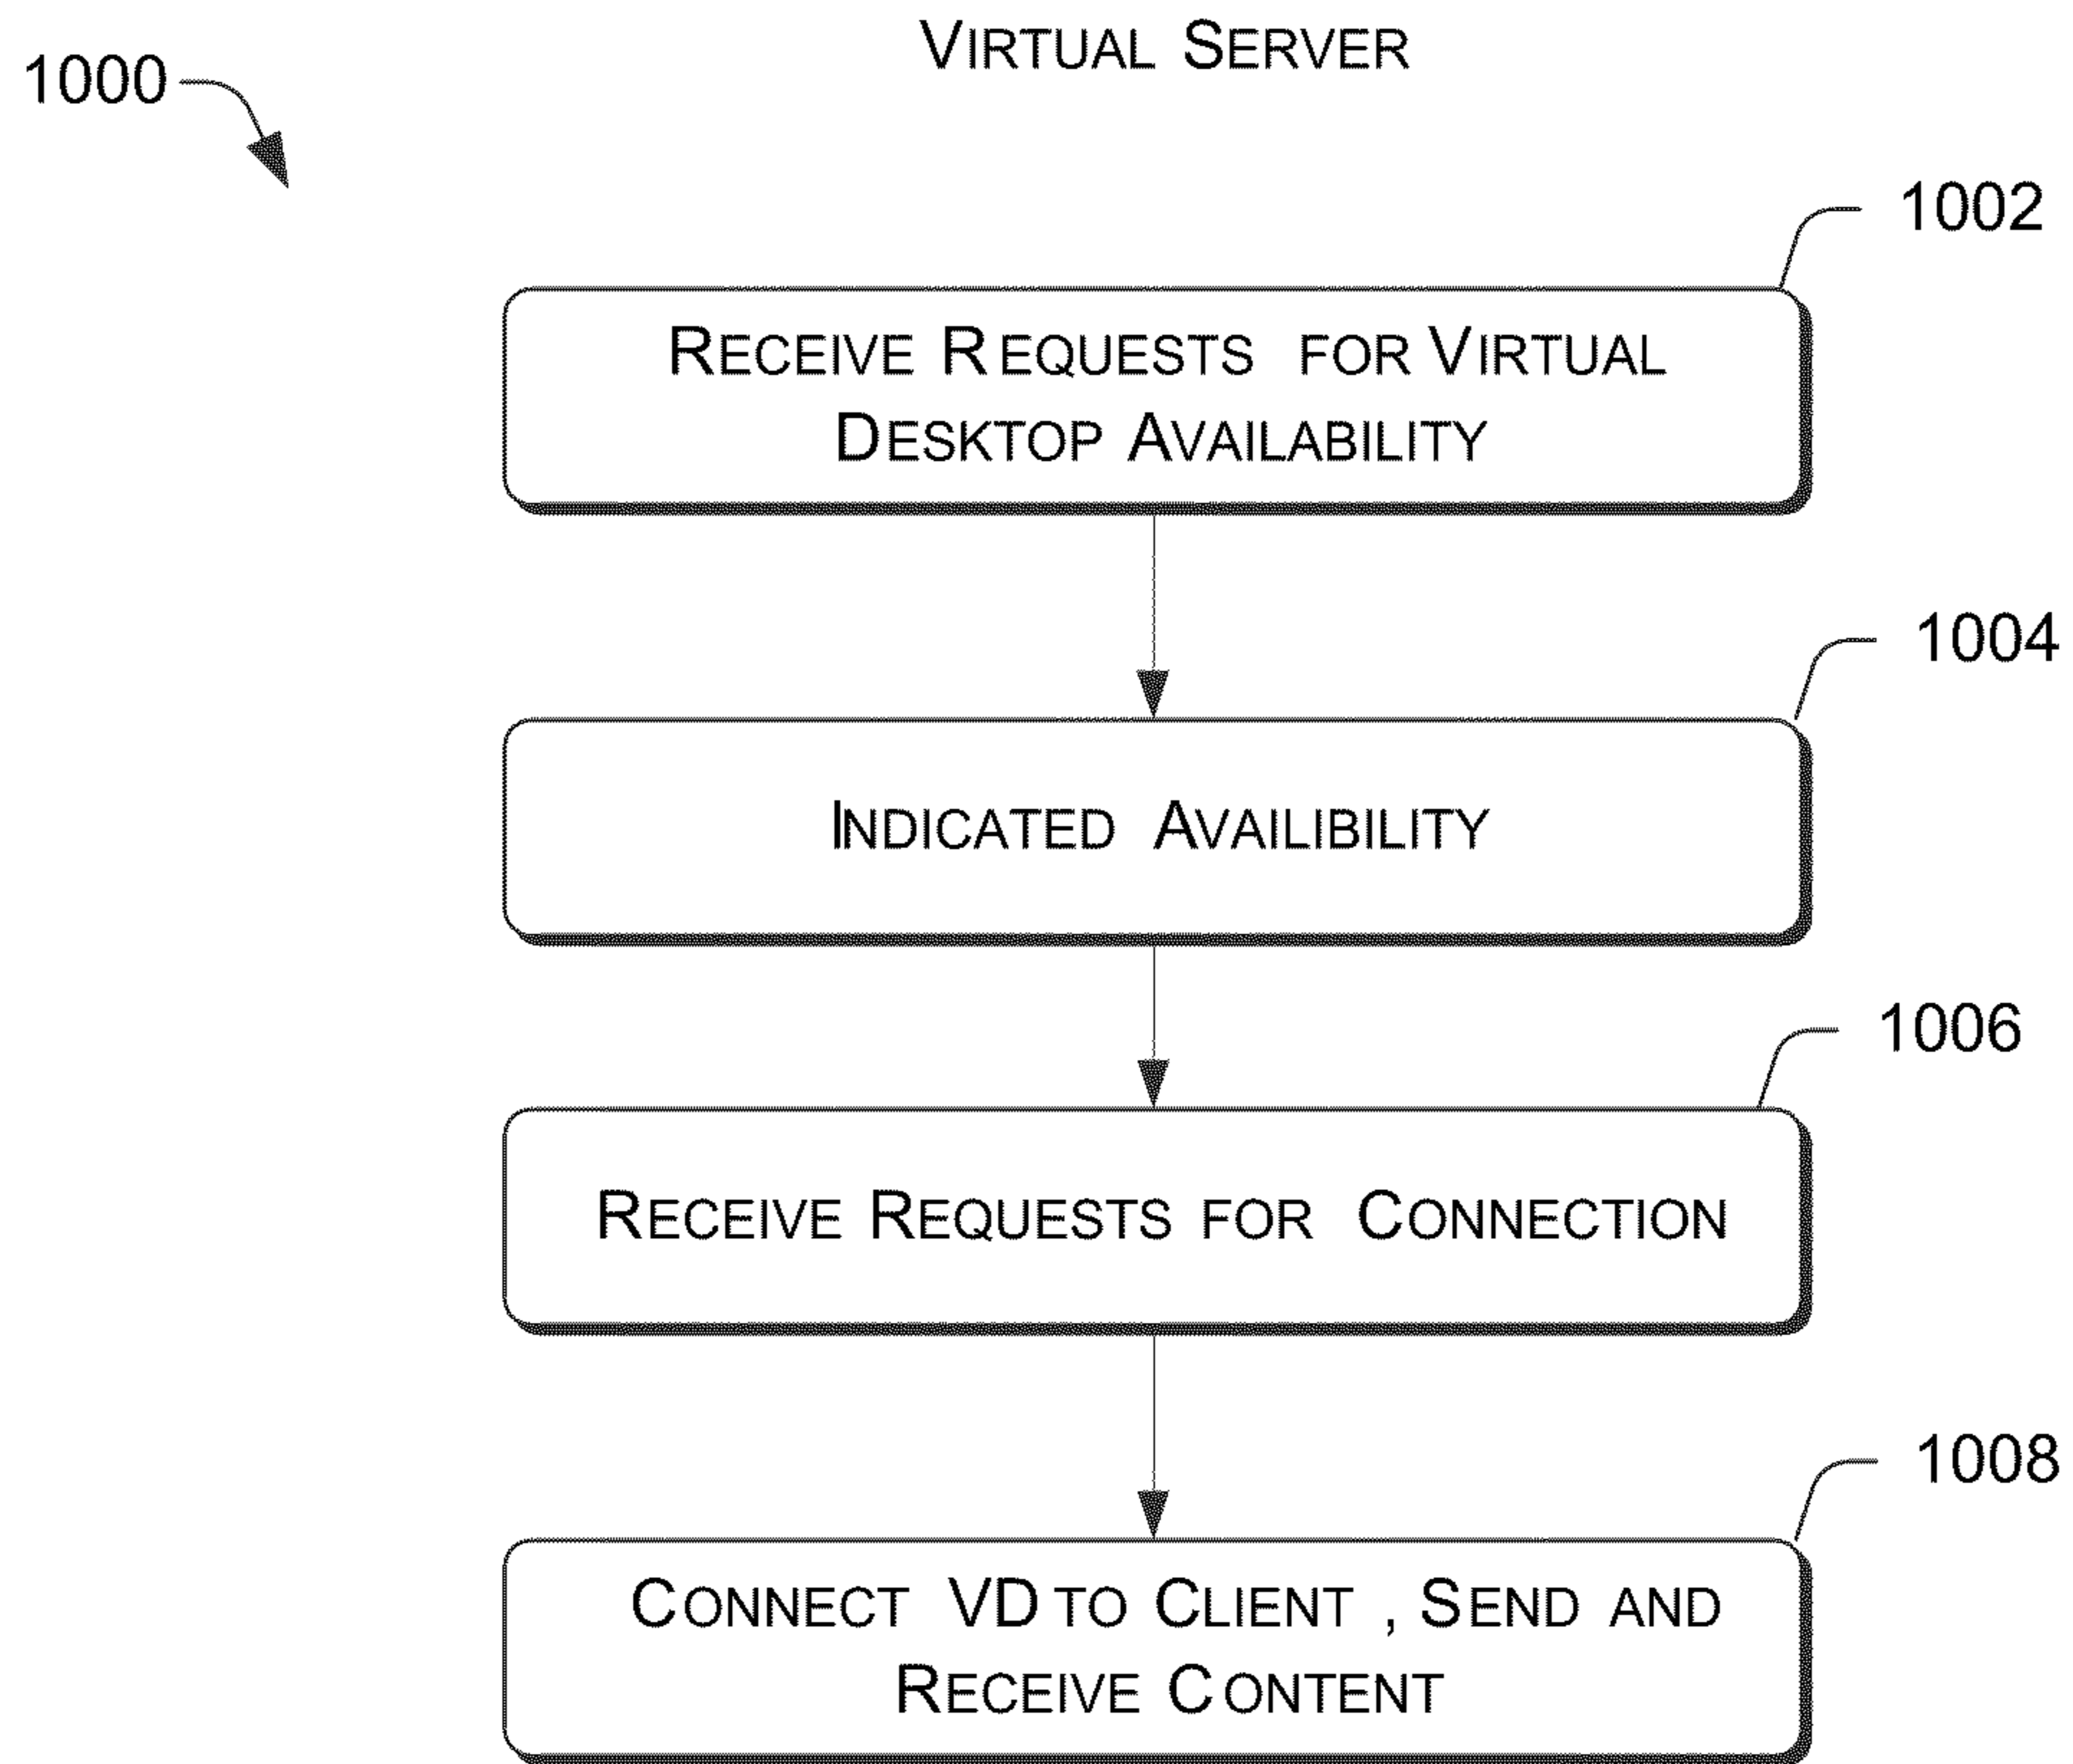 VIRTUAL SERVER
1000
1002
RECEIVE REQUESTS FOR VIRTUAL
DESKTOP AVAILABILITY
1004
INDICATED AVAILIBILITY
1006
RECEIVE REQUESTS FOR CONNECTION
1008
CONNECT VD TO CLIENT , SEND AND
RECEIVE CONTENT